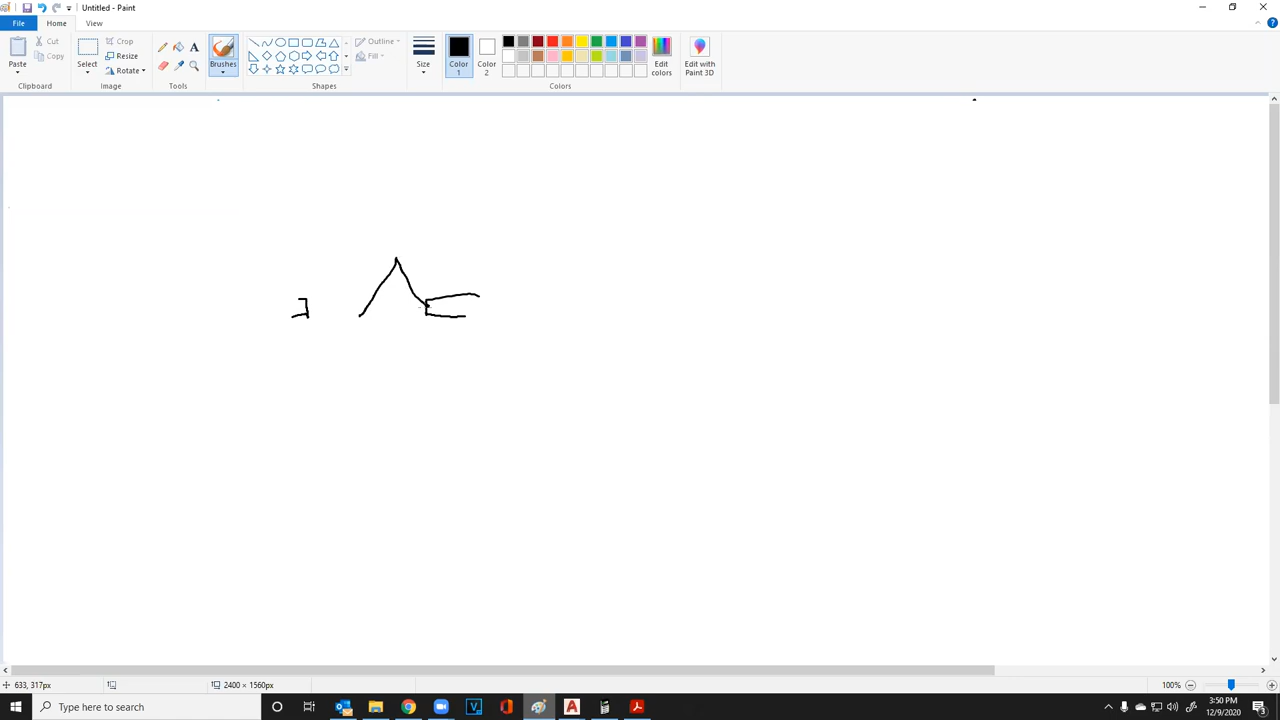 Untitled - Paint
File Home View
Paste Cut Copy
Clipboard
Select Crop Resize Rotate
Image
A
Tools
Brushes
Outline Fill
Shapes
Size
Color 1 Color 2
Edit colors
Colors
Edit with Paint 3D
633, 317px 2400 × 1560px 100%
Type here to search
3:50 PM
12/9/2020